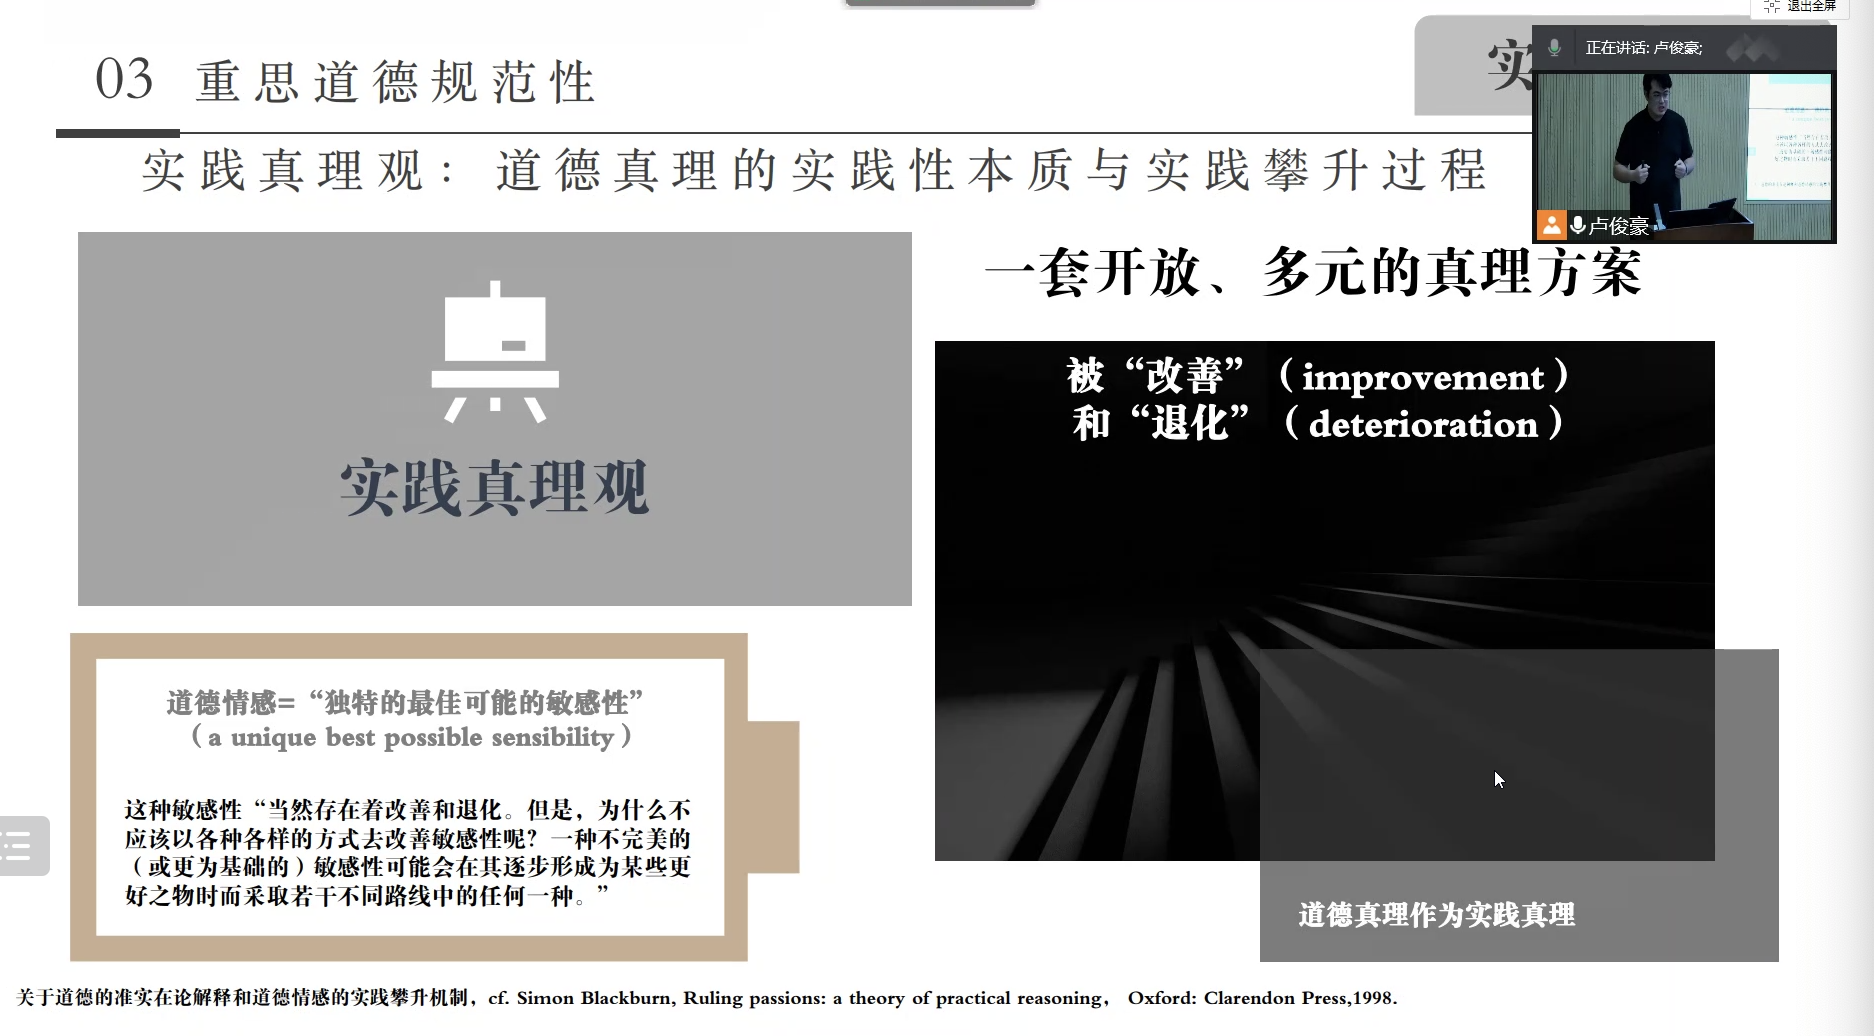 退出全屏
03 重思道德规范性
实
正在讲话: 卢俊豪;
实践真理观： 道德真理的实践性本质与实践攀升过程
卢俊豪
一套开放、多元的真理方案
被“改善”（improvement）
和“退化”（deterioration）
实践真理观
道德情感=“独特的最佳可能的敏感性”
（a unique best possible sensibility）
这种敏感性“当然存在着改善和退化。但是，为什么不
应该以各种各样的方式去改善敏感性呢？一种不完美的
（或更为基础的）敏感性可能会在其逐步形成为某些更
好之物时而采取若干不同路线中的任何一种。”
道德真理作为实践真理
关于道德的准实在论解释和道德情感的实践攀升机制，cf. Simon Blackburn, Ruling passions: a theory of practical reasoning， Oxford: Clarendon Press,1998.